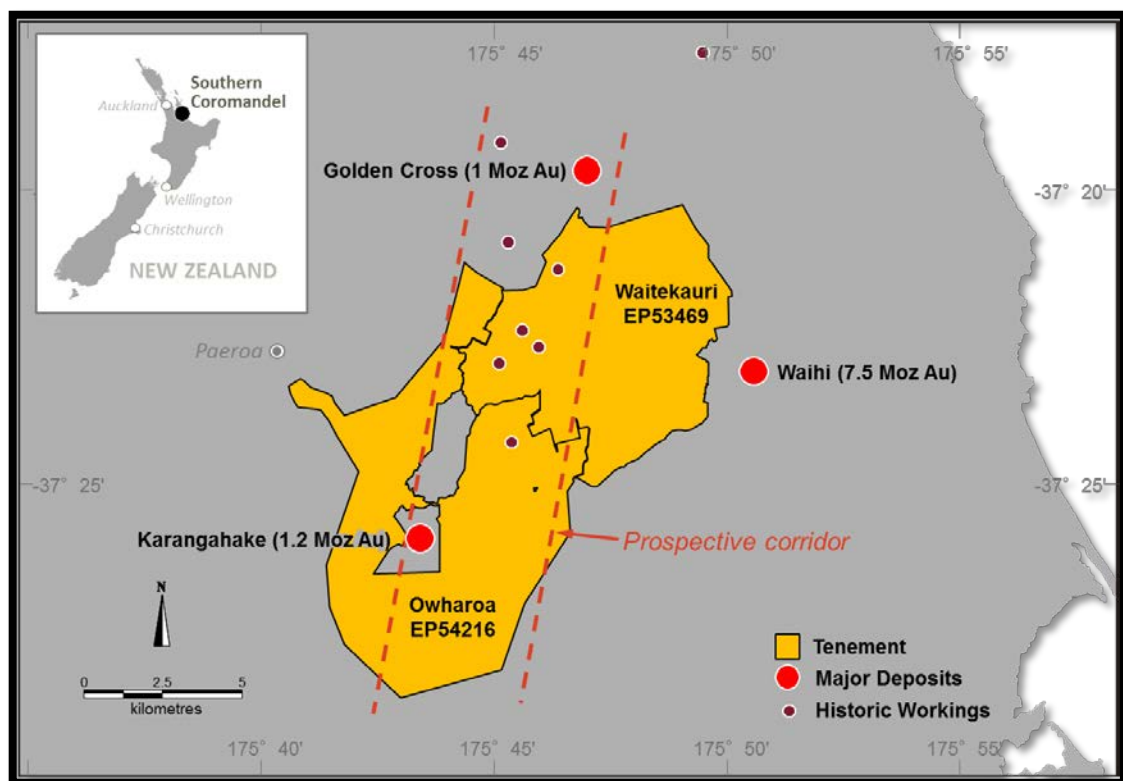 175° 45'
175° 50'
175° 55'
Southern
Coromandel
Auckland
Wellington
Christchurch
NEW ZEALAND
Golden Cross (1 Moz Au)
-37° 20'
Waitekauri
EP53469
Paeroa
Waihi (7.5 Moz Au)
-37° 25'
-37° 25'
Karangahake (1.2 Moz Au)
Prospective corridor
Owharoa
EP54216
N
Tenement
Major Deposits
Historic Workings
0 2.5 5
kilometres
175° 40'
175° 45'
175° 50'
175° 55'